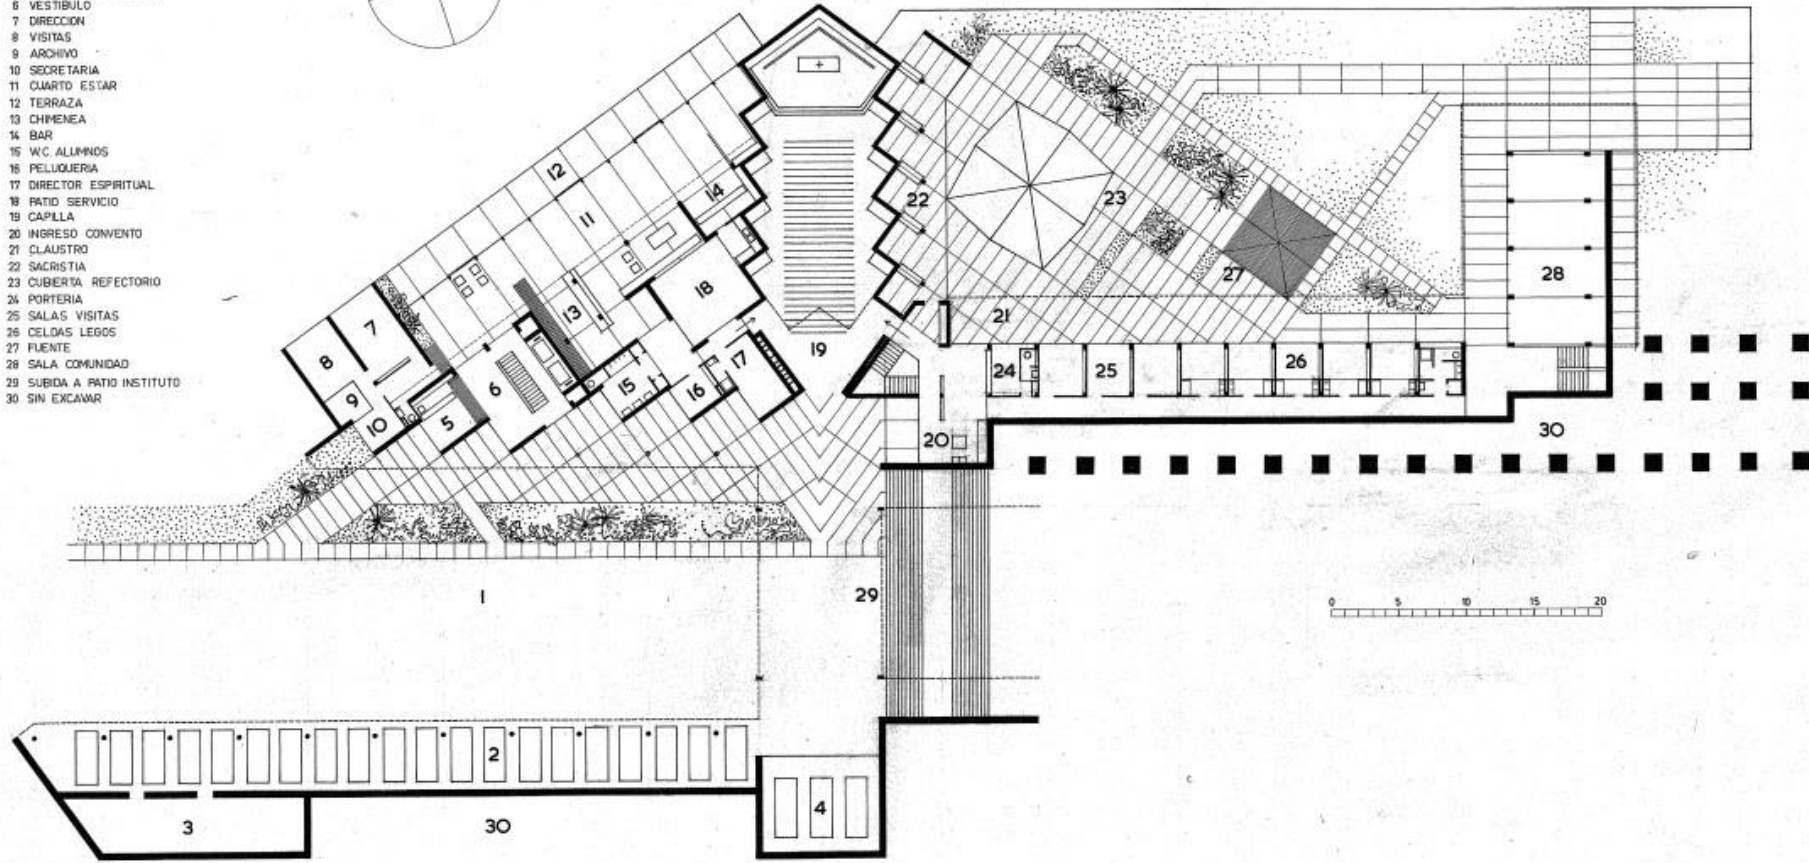 6 VESTIBULO
7 DIRECCION
8 VISITAS
9 ARCHIVO
10 SECRETARIA
11 CUARTO ESTAR
12 TERRAZA
13 CHIMENEA
14 BAR
15 W.C. ALUMNOS
16 PELUQUERIA
17 DIRECTOR ESPIRITUAL
18 PATIO SERVICIO
19 CAPILLA
20 INGRESO CONVENTO
21 CLAUSTRO
22 SACRISTIA
23 CUBIERTA REFECTORIO
24 PORTERIA
25 SALAS VISITAS
26 CELDAS LEGOS
27 FUENTE
28 SALA COMUNIDAD
29 SUBIDA A PATIO INSTITUTO
30 SIN EXCAVAR
12
14
22
23
11
27
28
18
7
13
21
8
19
17
24
25
26
6
15
16
9
10
5
20
30
1
29
0 5 10 15 20
2
4
3
30